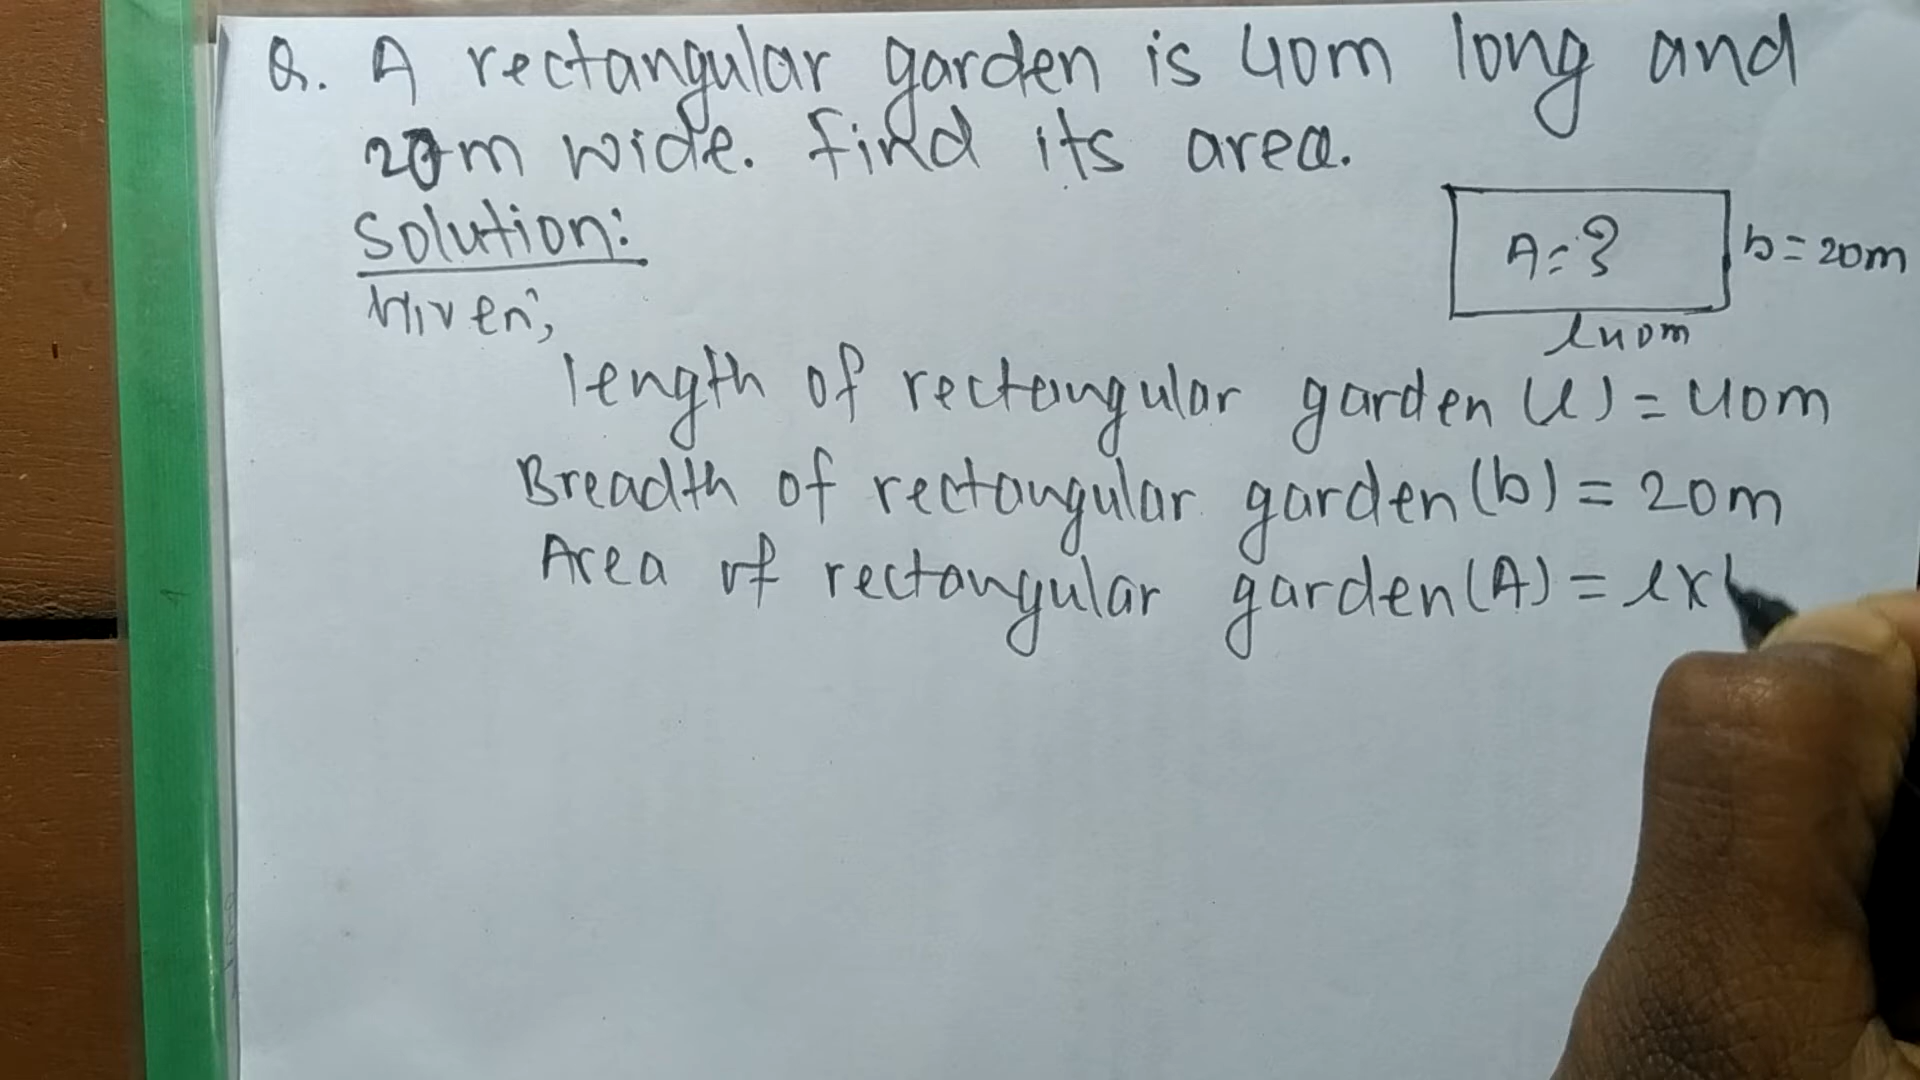 Q. A rectangular garden is 40m long and
20m wide. Find its area.
Solution:
Given,
A=?
b = 20m
l 40m
length of rectangular garden (l) = 40m
Breadth of rectangular garden (b) = 20m
Area of rectangular garden (A) = l×b